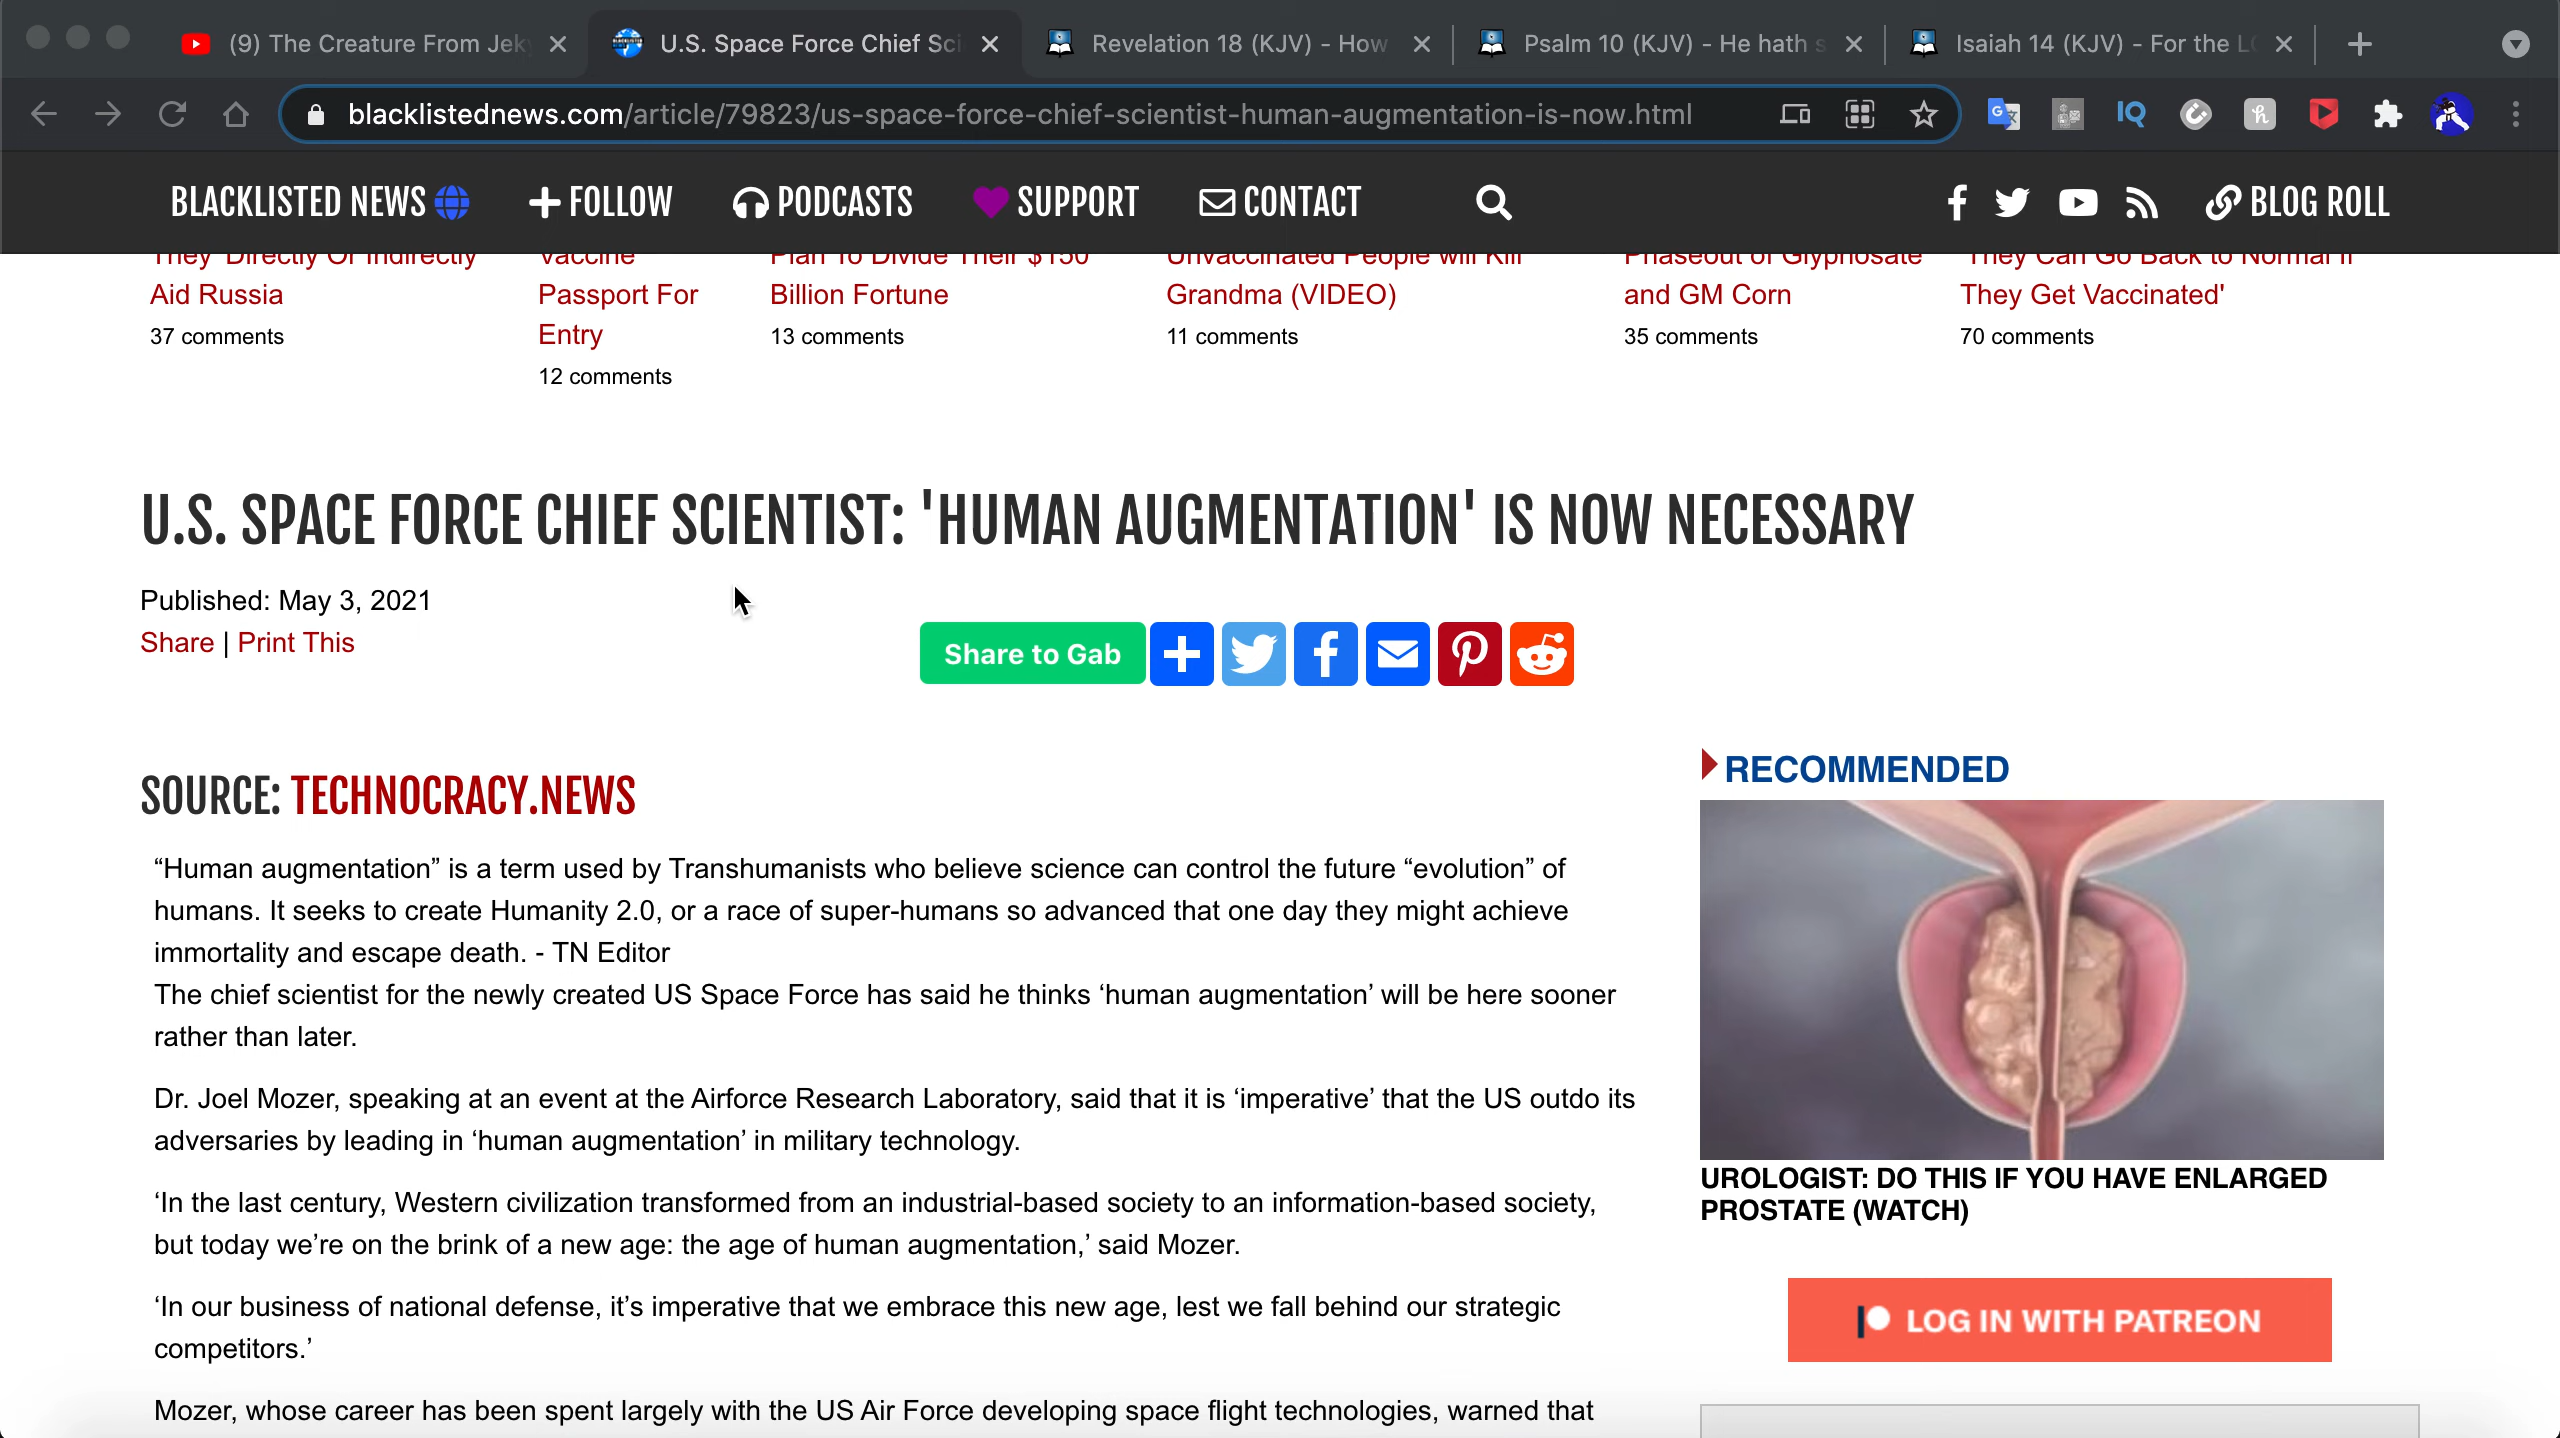 (9) The Creature From Jek
U.S. Space Force Chief Sci
Revelation 18 (KJV) - How
Psalm 10 (KJV) - He hath s
Isaiah 14 (KJV) - For the L
blacklistednews.com/article/79823/us-space-force-chief-scientist-human-augmentation-is-now.html
IQ
BLACKLISTED NEWS
FOLLOW
PODCASTS
SUPPORT
CONTACT
BLOG ROLL
They Directly Or Indirectly
Aid Russia
37 comments
Vaccine
Passport For
Entry
12 comments
Plan To Divide Their $150
Billion Fortune
13 comments
Unvaccinated People will Kill
Grandma (VIDEO)
11 comments
Phaseout of Glyphosate
and GM Corn
35 comments
'They Can Go Back to Normal If
They Get Vaccinated'
70 comments
U.S. SPACE FORCE CHIEF SCIENTIST: 'HUMAN AUGMENTATION' IS NOW NECESSARY
Published: May 3, 2021
Share | Print This
Share to Gab
SOURCE: TECHNOCRACY.NEWS
“Human augmentation” is a term used by Transhumanists who believe science can control the future “evolution” of
humans. It seeks to create Humanity 2.0, or a race of super-humans so advanced that one day they might achieve
immortality and escape death. - TN Editor
The chief scientist for the newly created US Space Force has said he thinks ‘human augmentation’ will be here sooner
rather than later.
Dr. Joel Mozer, speaking at an event at the Airforce Research Laboratory, said that it is ‘imperative’ that the US outdo its
adversaries by leading in ‘human augmentation’ in military technology.
‘In the last century, Western civilization transformed from an industrial-based society to an information-based society,
but today we’re on the brink of a new age: the age of human augmentation,’ said Mozer.
‘In our business of national defense, it’s imperative that we embrace this new age, lest we fall behind our strategic
competitors.’
Mozer, whose career has been spent largely with the US Air Force developing space flight technologies, warned that
RECOMMENDED
UROLOGIST: DO THIS IF YOU HAVE ENLARGED
PROSTATE (WATCH)
LOG IN WITH PATREON